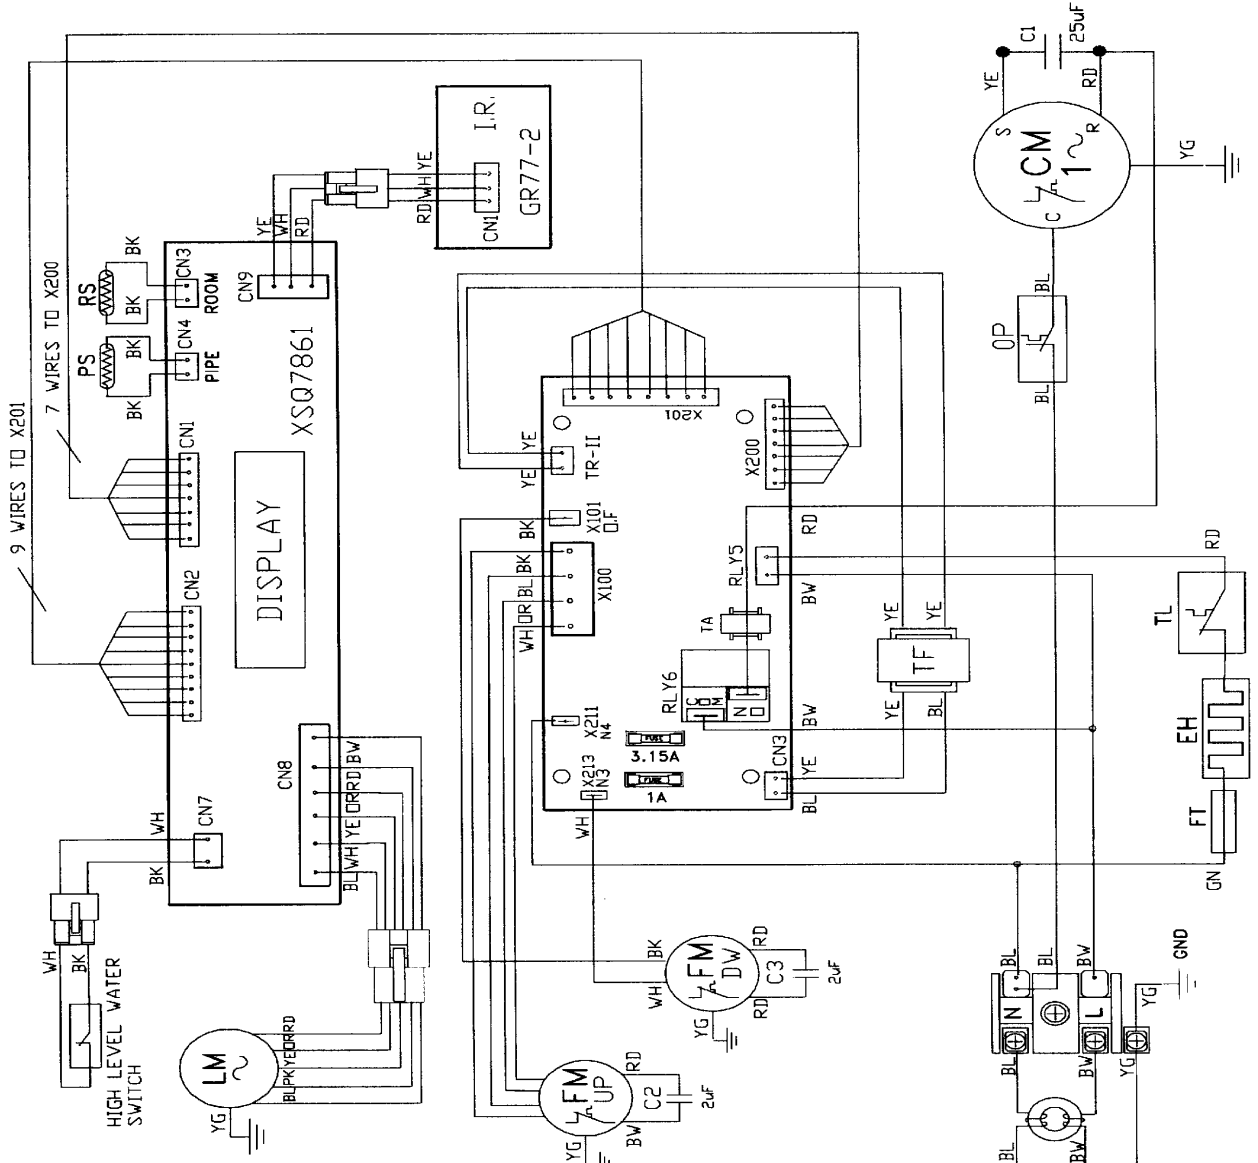 9 WIRES TO X201
7 WIRES TO X200
RS
BK
BK
CN3
ROOM
PS
BK
BK
CN4
PIPE
CN9
YE
WH
RD
RD WH YE
CN1
I.R.
GR77-2
XSQ7861
CN1
CN2
DISPLAY
CN8
BL WH YE OR RD BW
CN7
WH
BK
WH
BK
HIGH LEVEL WATER
SWITCH
LM
~
BL PK YE OR RD
YG
X201
X200
YE YE
TR-II
BK
X101
O.F
WH OR BL BK
X100
X211
N4
X213
N3
WH
3.15A
FUSE
1A
FUSE
RLY6
COM
NO
TA
RLY5
RD
BW
BW
CN3
BL YE
YE
YE
TF
YE
BL
FM
UP
YG
RD
BW
C2
2uF
FM
DW
BK
WH
YG
RD
RD
C3
2uF
C1
25uF
YE
RD
S
R
C
CM
1~
YG
BL
OP
BL
RD
TL
EH
FT
GN
BL
BL
BW
N
L
GND
YG
BL
BW
YG
BL
BW